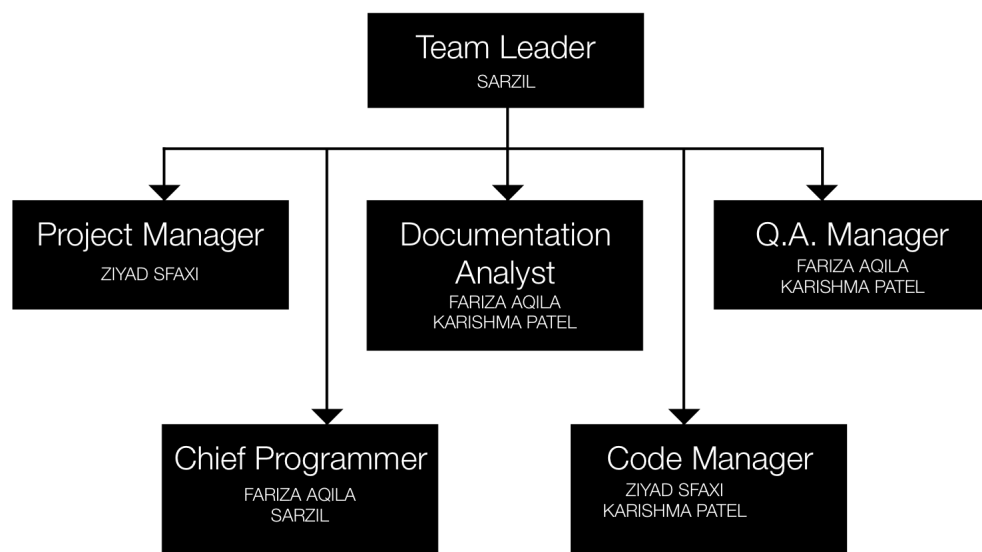 Team Leader
SARZIL
Project Manager
ZIYAD SFAXI
Documentation
Analyst
FARIZA AQILA
KARISHMA PATEL
Q.A. Manager
FARIZA AQILA
KARISHMA PATEL
Chief Programmer
FARIZA AQILA
SARZIL
Code Manager
ZIYAD SFAXI
KARISHMA PATEL